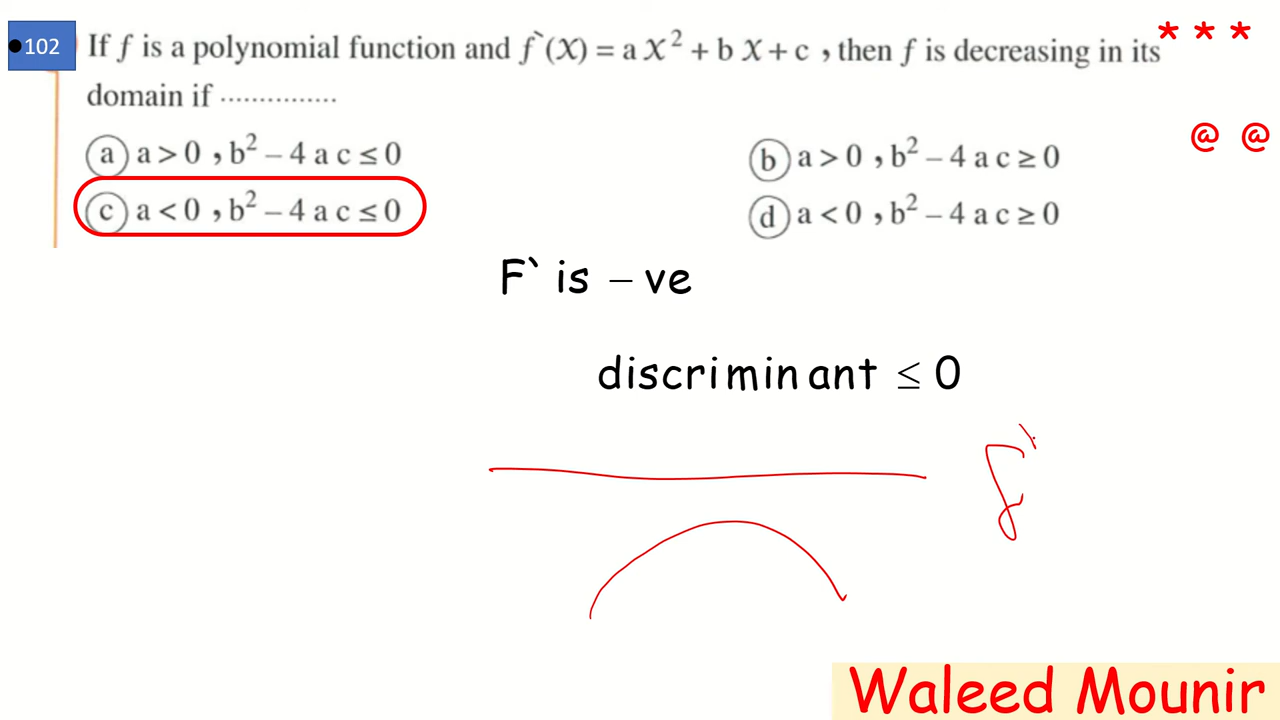 102 If f is a polynomial function and f`(X) = a X² + b X + c , then f is decreasing in its * * *
domain if ...............
@ @
a a > 0 , b² – 4 a c ≤ 0
b a > 0 , b² – 4 a c ≥ 0
c a < 0 , b² – 4 a c ≤ 0
d a < 0 , b² – 4 a c ≥ 0
F` is – ve
discriminant ≤ 0
f`
Waleed Mounir